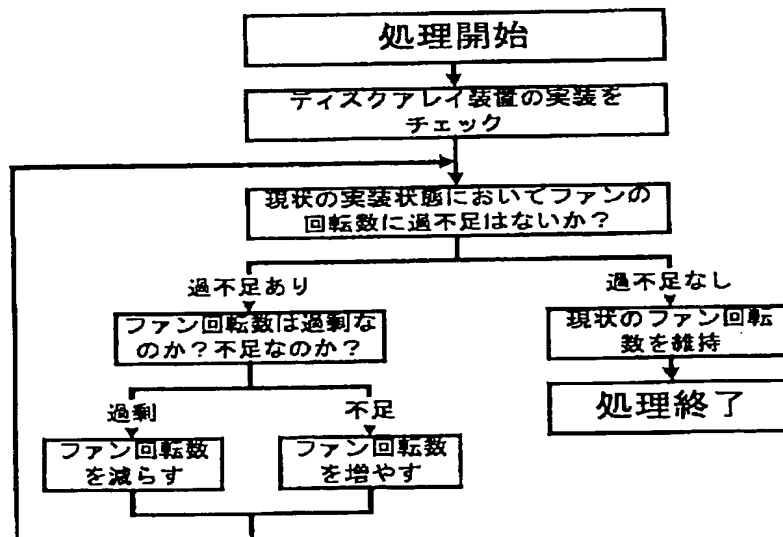 処理開始
ディスクアレイ装置の実装を
チェック
現状の実装状態においてファンの
回転数に過不足はないか？
過不足あり
過不足なし
ファン回転数は過剰な
のか？不足なのか？
現状のファン回転
数を維持
処理終了
過剰
不足
ファン回転数
を減らす
ファン回転数
を増やす